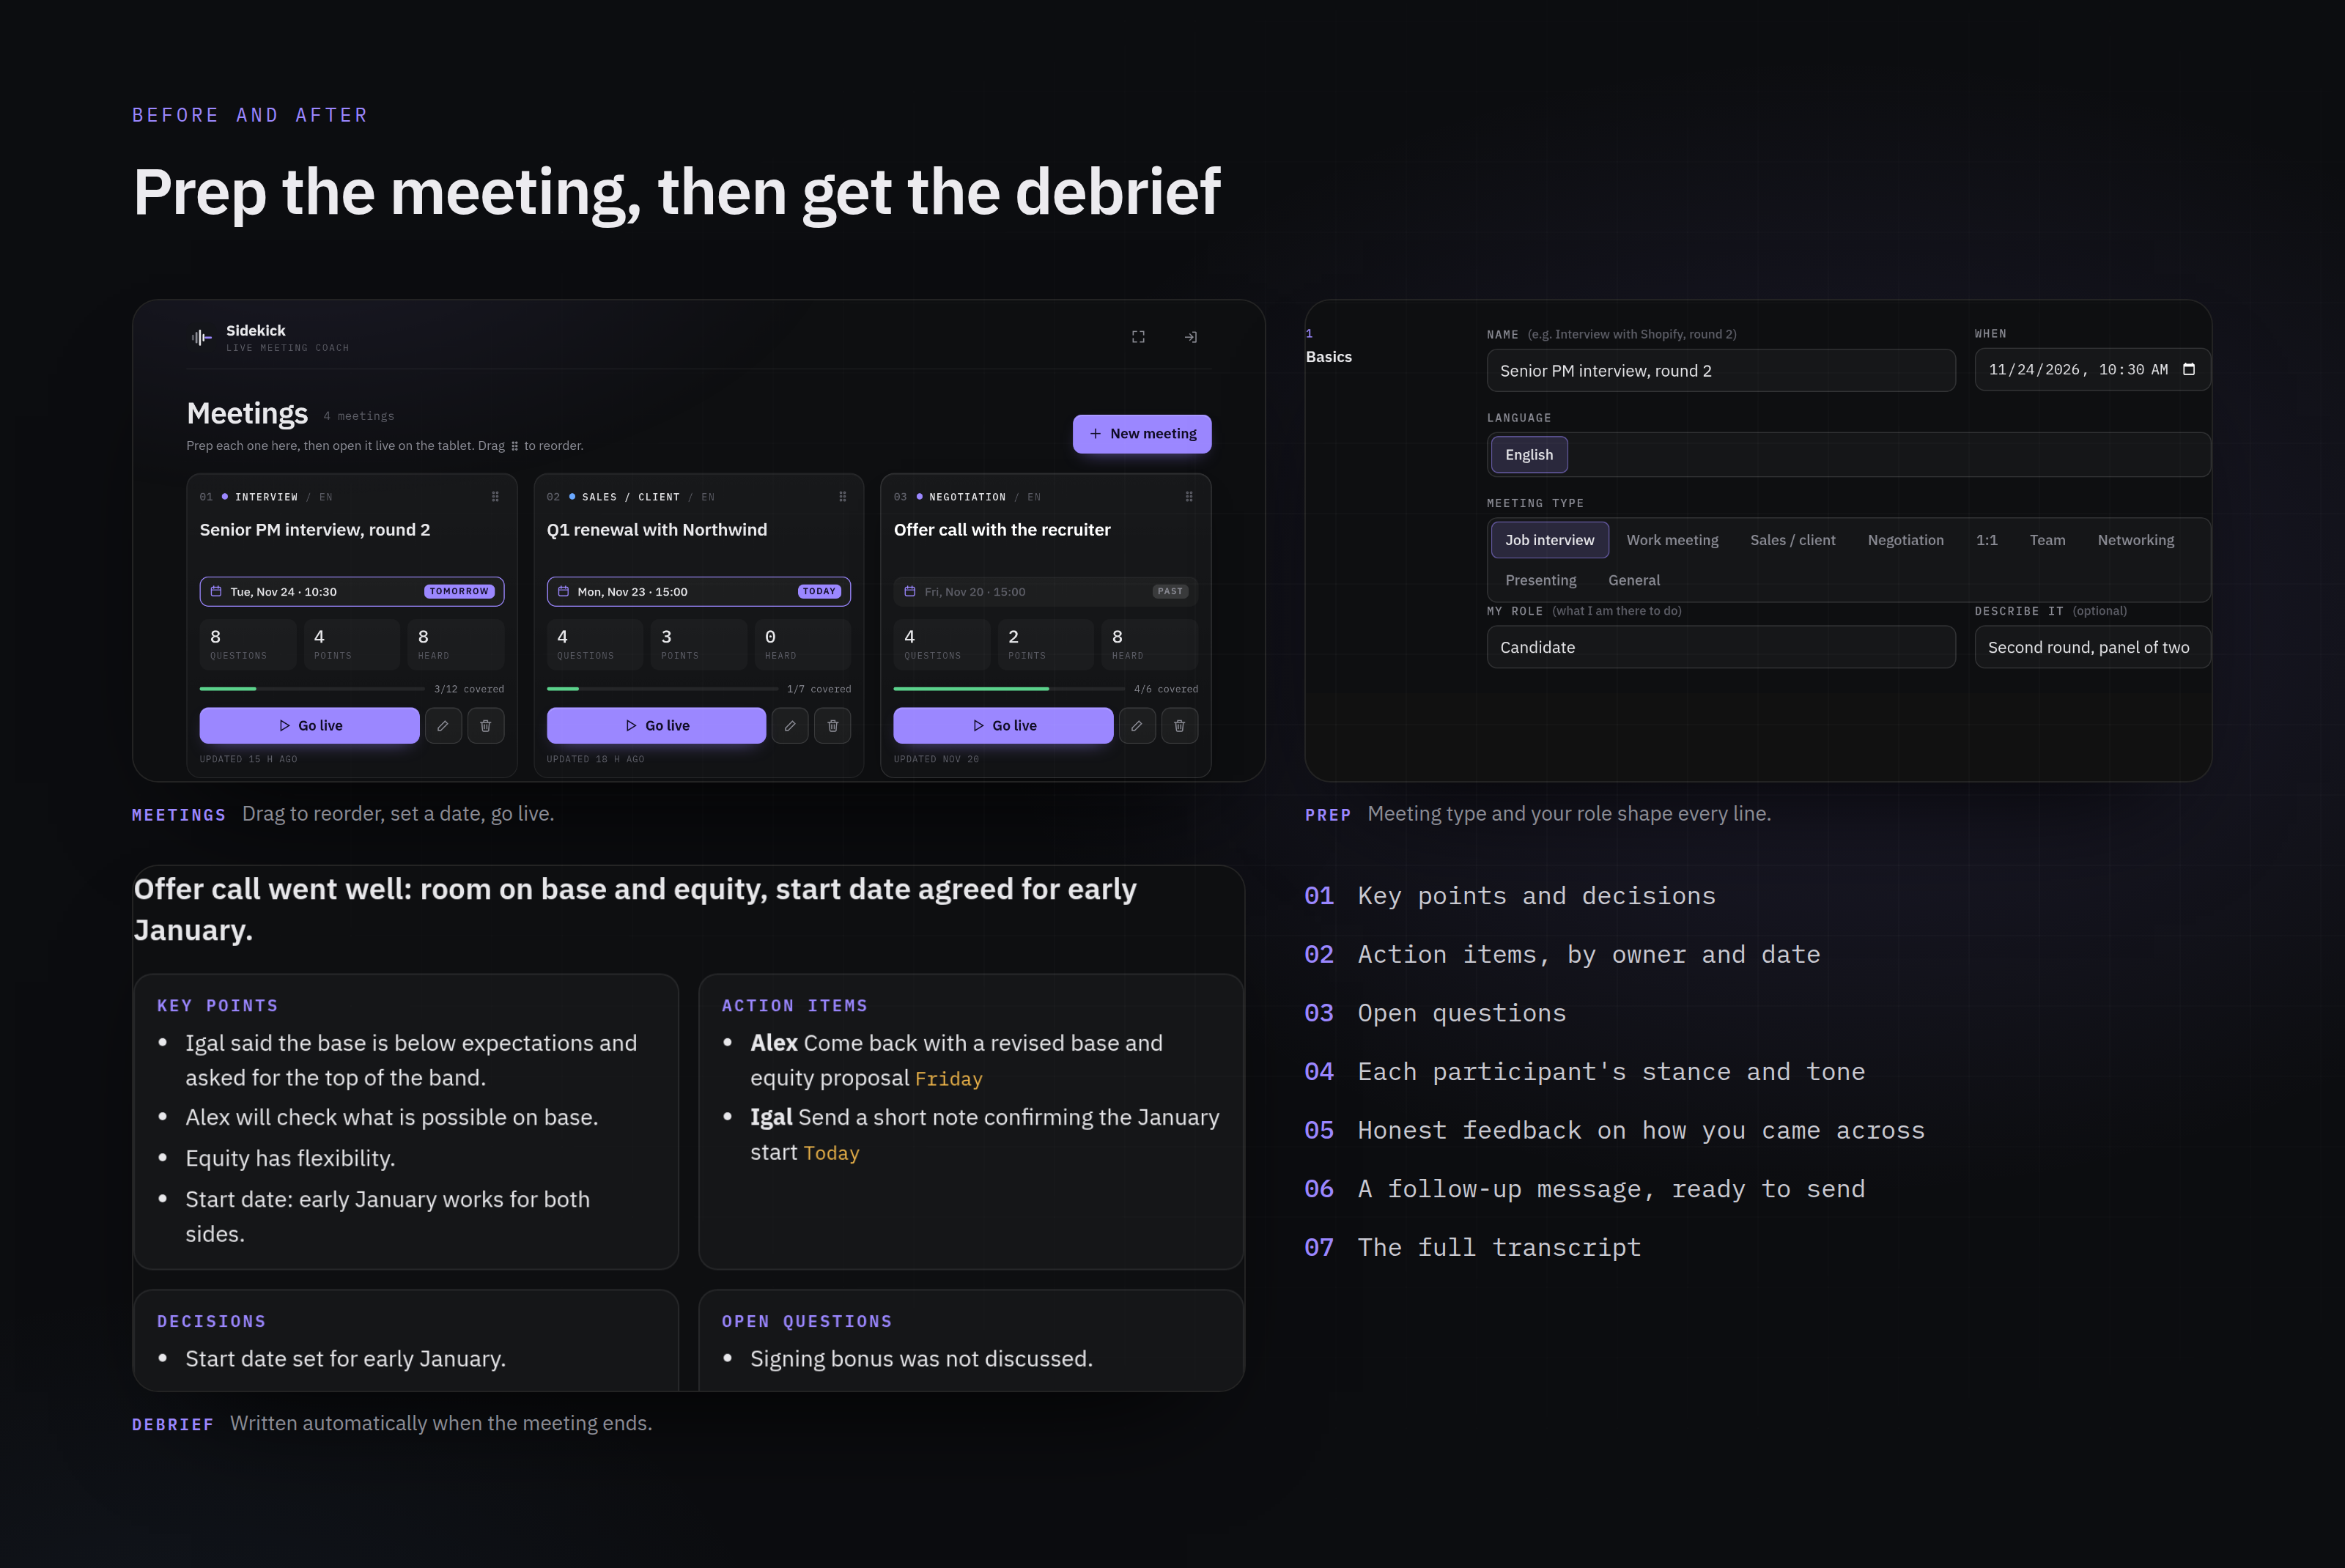 BEFORE AND AFTER
Prep the meeting, then get the debrief
Sidekick
LIVE MEETING COACH
Meetings 4 meetings
Prep each one here, then open it live on the tablet. Drag ⠿ to reorder.
+ New meeting
01 • INTERVIEW / EN
Senior PM interview, round 2
Tue, Nov 24 · 10:30 TOMORROW
8 4 8
QUESTIONS POINTS HEARD
3/12 covered
Go live
UPDATED 15 H AGO
02 • SALES / CLIENT / EN
Q1 renewal with Northwind
Mon, Nov 23 · 15:00 TODAY
4 3 0
QUESTIONS POINTS HEARD
1/7 covered
Go live
UPDATED 18 H AGO
03 • NEGOTIATION / EN
Offer call with the recruiter
Fri, Nov 20 · 15:00 PAST
4 2 8
QUESTIONS POINTS HEARD
4/6 covered
Go live
UPDATED NOV 20
MEETINGS Drag to reorder, set a date, go live.
1
Basics
NAME (e.g. Interview with Shopify, round 2)
Senior PM interview, round 2
WHEN
11/24/2026, 10:30 AM
LANGUAGE
English
MEETING TYPE
Job interview Work meeting Sales / client Negotiation 1:1 Team Networking
Presenting General
MY ROLE (what I am there to do)
Candidate
DESCRIBE IT (optional)
Second round, panel of two
PREP Meeting type and your role shape every line.
Offer call went well: room on base and equity, start date agreed for early
January.
KEY POINTS
• Igal said the base is below expectations and
asked for the top of the band.
• Alex will check what is possible on base.
• Equity has flexibility.
• Start date: early January works for both
sides.
ACTION ITEMS
• Alex Come back with a revised base and
equity proposal Friday
• Igal Send a short note confirming the January
start Today
DECISIONS
• Start date set for early January.
OPEN QUESTIONS
• Signing bonus was not discussed.
DEBRIEF Written automatically when the meeting ends.
01 Key points and decisions
02 Action items, by owner and date
03 Open questions
04 Each participant's stance and tone
05 Honest feedback on how you came across
06 A follow-up message, ready to send
07 The full transcript